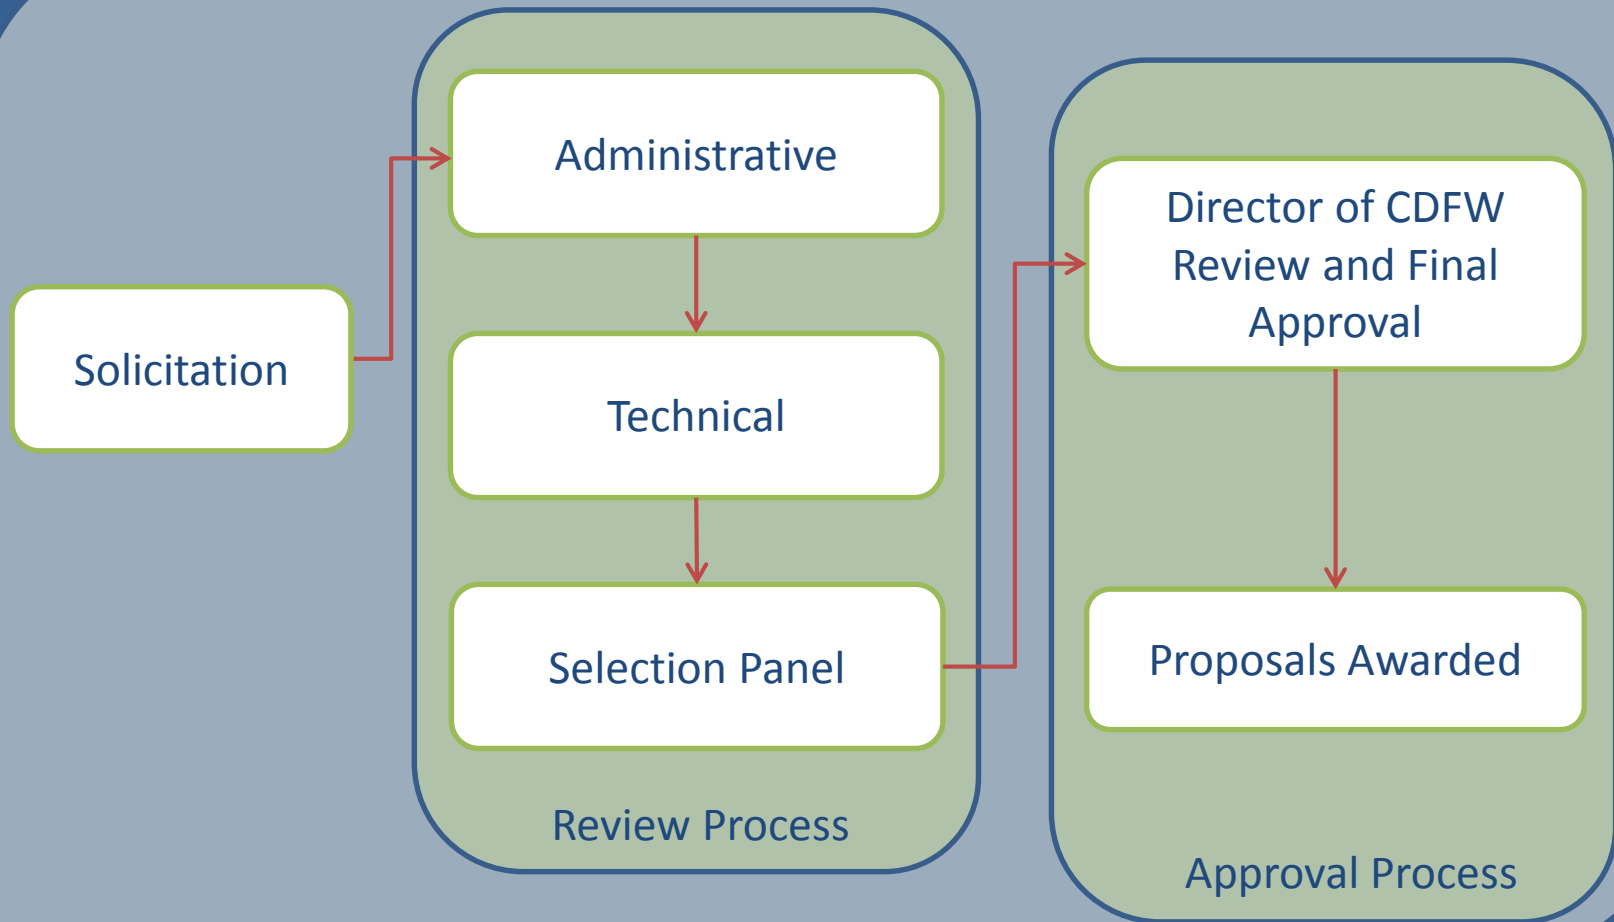 Solicitation
Administrative
Technical
Selection Panel
Review Process
Director of CDFW
Review and Final
Approval
Proposals Awarded
Approval Process